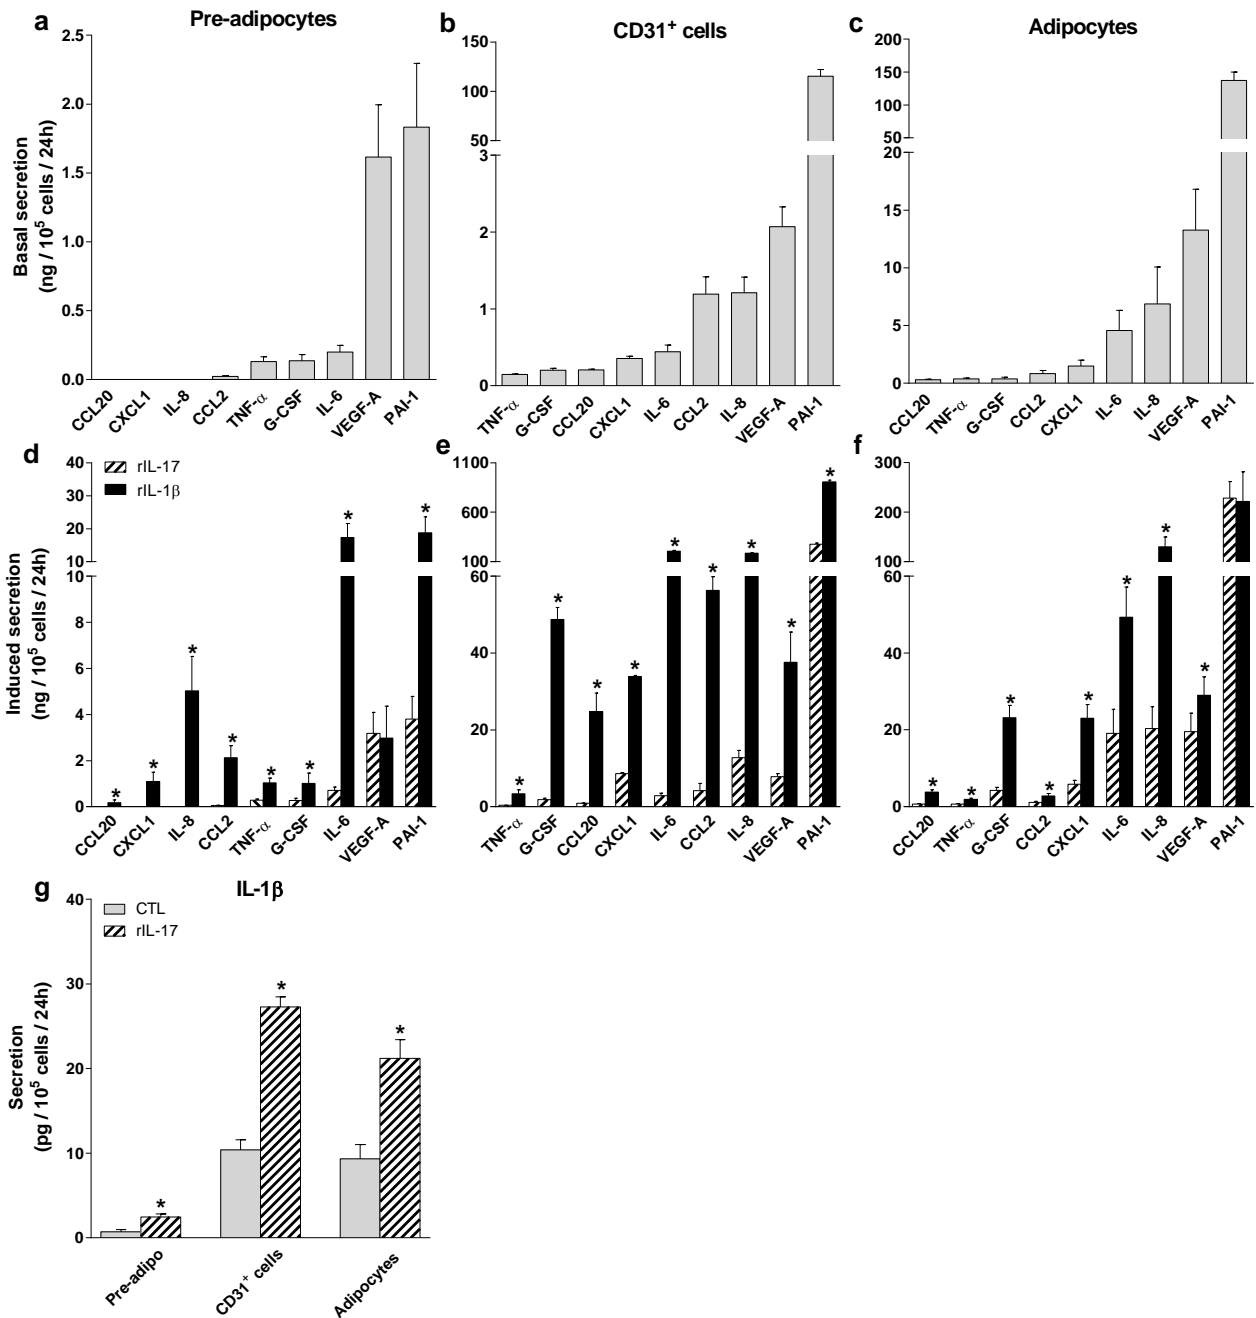 a
Pre-adipocytes
2.5
2.0
1.5
1.0
0.5
0.0
Basal secretion
(ng / 10⁵ cells / 24h)
CCL20
CXCL1
IL-8
CCL2
TNF-α
G-CSF
IL-6
VEGF-A
PAI-1
b
CD31⁺ cells
150
100
50
3
2
1
0
TNF-α
G-CSF
CCL20
CXCL1
IL-6
CCL2
IL-8
VEGF-A
PAI-1
c
Adipocytes
200
150
100
50
20
15
10
5
0
CCL20
TNF-α
G-CSF
CCL2
CXCL1
IL-6
IL-8
VEGF-A
PAI-1
d
40
30
20
10
10
8
6
4
2
0
Induced secretion
(ng / 10⁵ cells / 24h)
rIL-17
rIL-1β
*
*
*
*
*
*
*
*
CCL20
CXCL1
IL-8
CCL2
TNF-α
G-CSF
IL-6
VEGF-A
PAI-1
e
1100
600
100
60
40
20
0
*
*
*
*
*
*
*
*
*
TNF-α
G-CSF
CCL20
CXCL1
IL-6
CCL2
IL-8
VEGF-A
PAI-1
f
300
200
100
60
40
20
0
*
*
*
*
*
*
*
*
CCL20
TNF-α
G-CSF
CCL2
CXCL1
IL-6
IL-8
VEGF-A
PAI-1
g
IL-1β
40
30
20
10
0
Secretion
(pg / 10⁵ cells / 24h)
CTL
rIL-17
*
*
*
Pre-adipo
CD31⁺ cells
Adipocytes